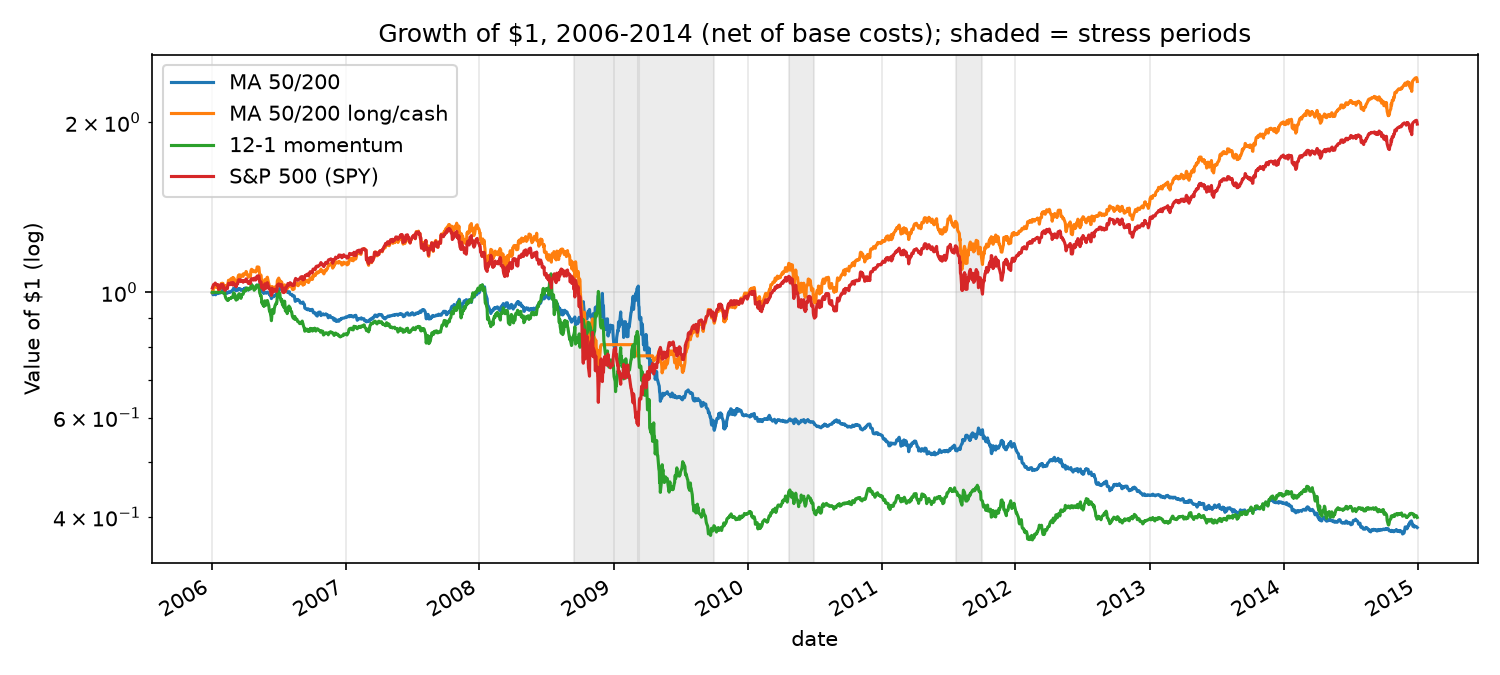 Growth of $1, 2006-2014 (net of base costs); shaded = stress periods
MA 50/200
MA 50/200 long/cash
12-1 momentum
S&P 500 (SPY)
Value of $1 (log)
2 × 10⁰
10⁰
6 × 10⁻¹
4 × 10⁻¹
2006 2007 2008 2009 2010 2011 2012 2013 2014 2015
date